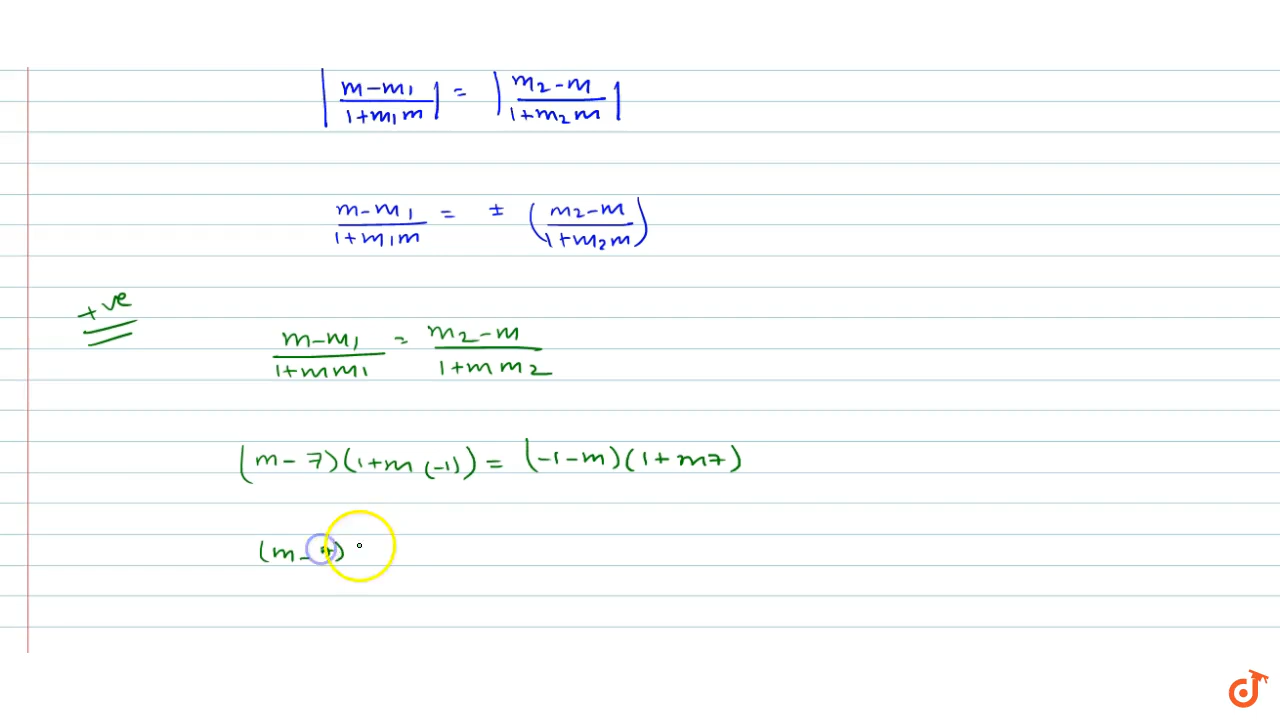 |m-m₁/1+m₁m| = |m₂-m/1+m₂m|
m-m₁/1+m₁m = ± (m₂-m/1+m₂m)
+ve
m-m₁/1+mm₁ = m₂-m/1+mm₂
(m-7)(1+m(-1)) = (-1-m)(1+m7)
(m-7)